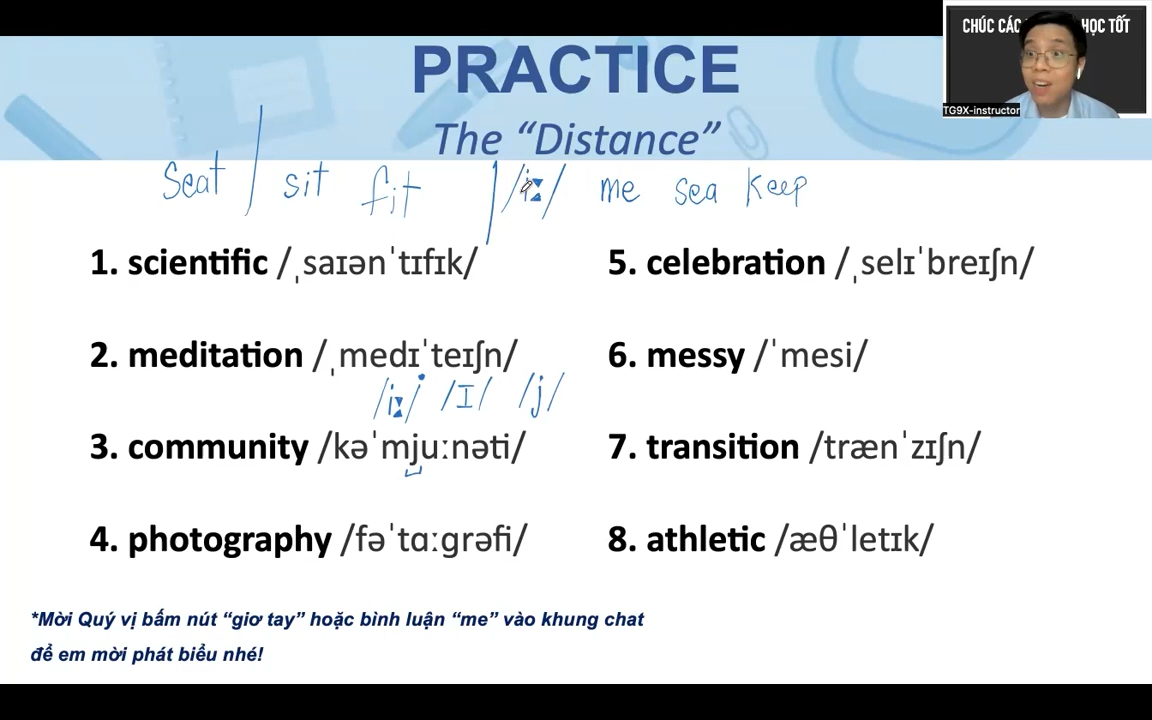 CHÚC CÁC HỌC TỐT
TG9X-instructor
PRACTICE
The “Distance”
seat / sit fit /i:/ me sea keep
1. scientific /ˌsaɪənˈtɪfɪk/
2. meditation /ˌmedɪˈteɪʃn/
/i:/ /I/ /j/
3. community /kəˈmjuːnəti/
4. photography /fəˈtɑːɡrəfi/
5. celebration /ˌselɪˈbreɪʃn/
6. messy /ˈmesi/
7. transition /trænˈzɪʃn/
8. athletic /æθˈletɪk/
*Mời Quý vị bấm nút “giơ tay” hoặc bình luận “me” vào khung chat
để em mời phát biểu nhé!